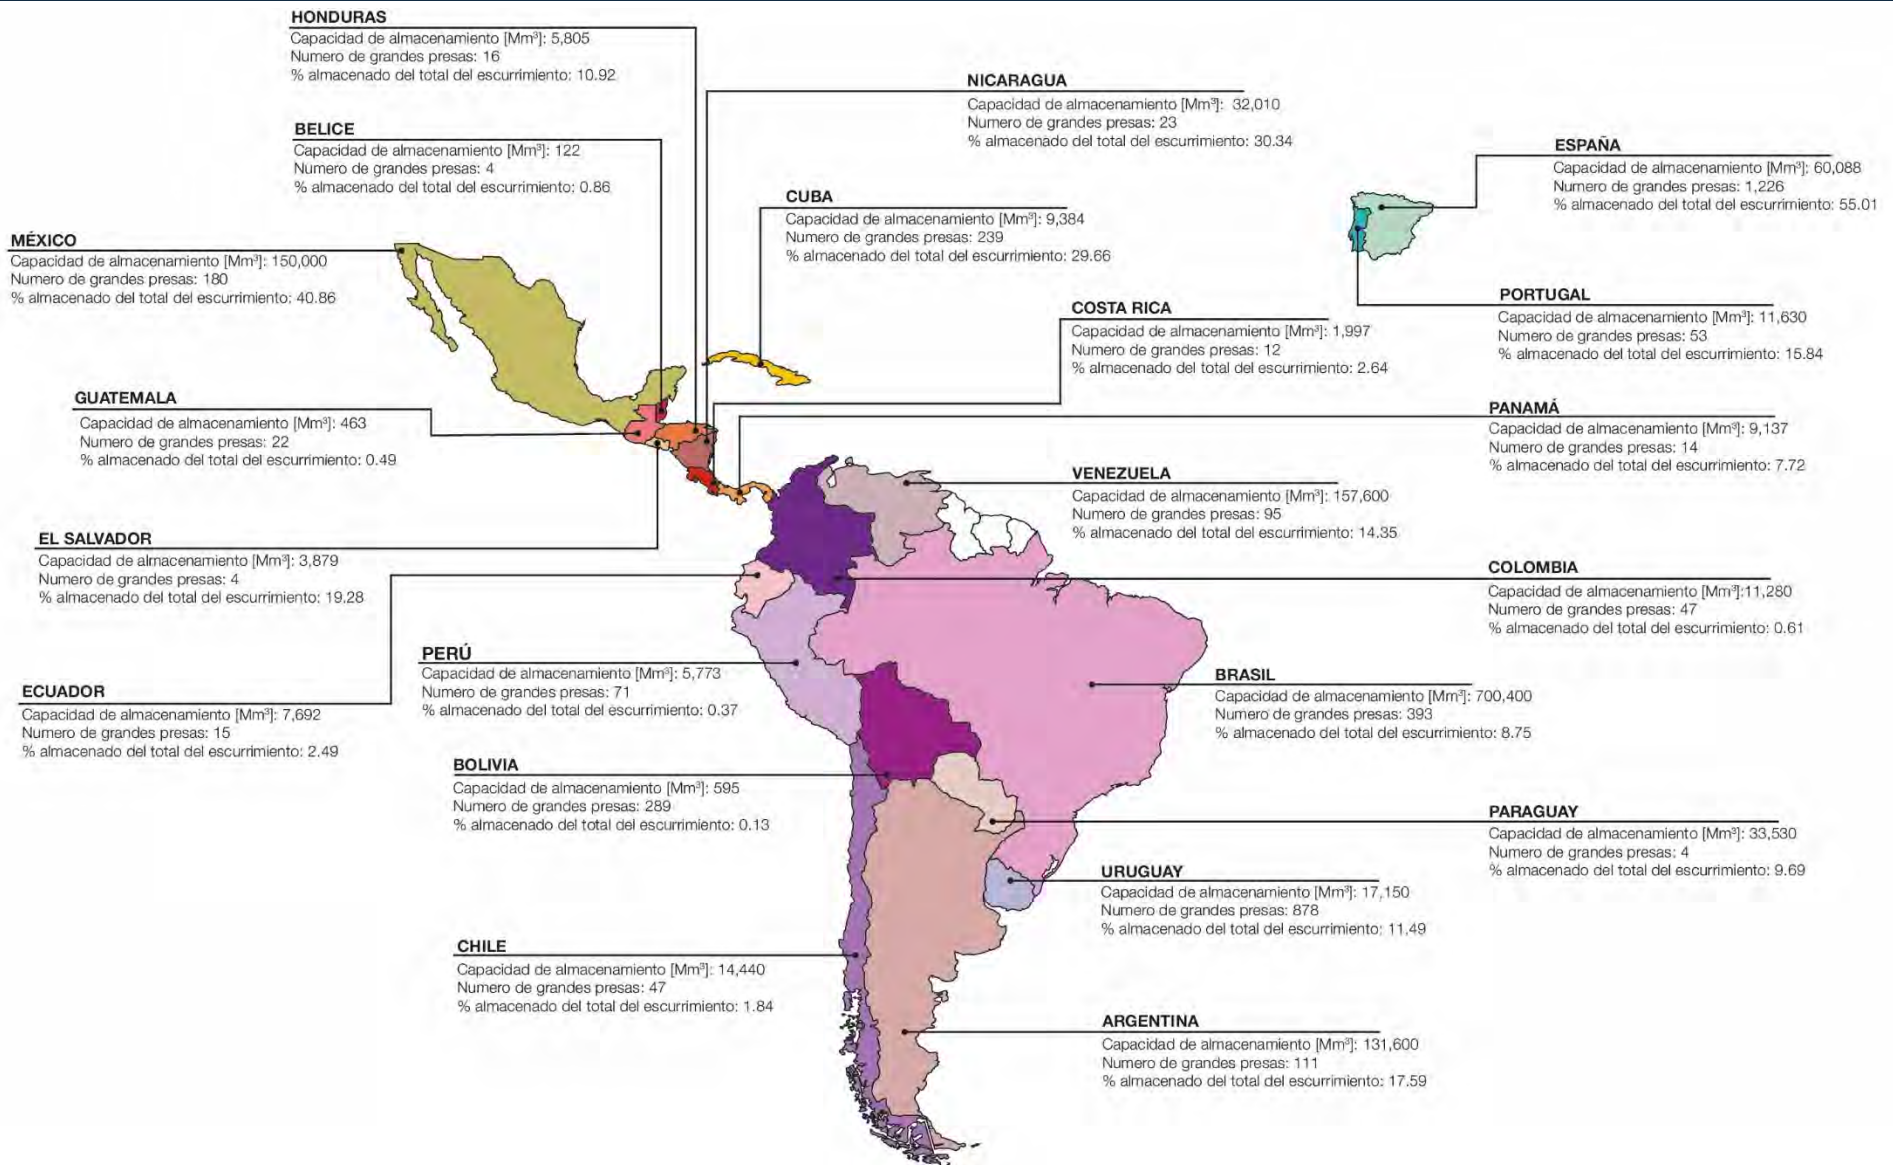 HONDURAS
Capacidad de almacenamiento [Mm³]: 5,805
Numero de grandes presas: 16
% almacenado del total del escurrimiento: 10.92
NICARAGUA
Capacidad de almacenamiento [Mm³]: 32,010
Numero de grandes presas: 23
% almacenado del total del escurrimiento: 30.34
BELICE
Capacidad de almacenamiento [Mm³]: 122
Numero de grandes presas: 4
% almacenado del total del escurrimiento: 0.86
ESPAÑA
Capacidad de almacenamiento [Mm³]: 60,088
Numero de grandes presas: 1,226
% almacenado del total del escurrimiento: 55.01
CUBA
Capacidad de almacenamiento [Mm³]: 9,384
Numero de grandes presas: 239
% almacenado del total del escurrimiento: 29.66
MÉXICO
Capacidad de almacenamiento [Mm³]: 150,000
Numero de grandes presas: 180
% almacenado del total del escurrimiento: 40.86
PORTUGAL
Capacidad de almacenamiento [Mm³]: 11,630
Numero de grandes presas: 53
% almacenado del total del escurrimiento: 15.84
COSTA RICA
Capacidad de almacenamiento [Mm³]: 1,997
Numero de grandes presas: 12
% almacenado del total del escurrimiento: 2.64
GUATEMALA
Capacidad de almacenamiento [Mm³]: 463
Numero de grandes presas: 22
% almacenado del total del escurrimiento: 0.49
PANAMÁ
Capacidad de almacenamiento [Mm³]: 9,137
Numero de grandes presas: 14
% almacenado del total del escurrimiento: 7.72
VENEZUELA
Capacidad de almacenamiento [Mm³]: 157,600
Numero de grandes presas: 95
% almacenado del total del escurrimiento: 14.35
EL SALVADOR
Capacidad de almacenamiento [Mm³]: 3,879
Numero de grandes presas: 4
% almacenado del total del escurrimiento: 19.28
COLOMBIA
Capacidad de almacenamiento [Mm³]:11,280
Numero de grandes presas: 47
% almacenado del total del escurrimiento: 0.61
PERÚ
Capacidad de almacenamiento [Mm³]: 5,773
Numero de grandes presas: 71
% almacenado del total del escurrimiento: 0.37
BRASIL
Capacidad de almacenamiento [Mm³]: 700,400
Numero de grandes presas: 393
% almacenado del total del escurrimiento: 8.75
ECUADOR
Capacidad de almacenamiento [Mm³]: 7,692
Numero de grandes presas: 15
% almacenado del total del escurrimiento: 2.49
BOLIVIA
Capacidad de almacenamiento [Mm³]: 595
Numero de grandes presas: 289
% almacenado del total del escurrimiento: 0.13
PARAGUAY
Capacidad de almacenamiento [Mm³]: 33,530
Numero de grandes presas: 4
% almacenado del total del escurrimiento: 9.69
URUGUAY
Capacidad de almacenamiento [Mm³]: 17,150
Numero de grandes presas: 878
% almacenado del total del escurrimiento: 11.49
CHILE
Capacidad de almacenamiento [Mm³]: 14,440
Numero de grandes presas: 47
% almacenado del total del escurrimiento: 1.84
ARGENTINA
Capacidad de almacenamiento [Mm³]: 131,600
Numero de grandes presas: 111
% almacenado del total del escurrimiento: 17.59